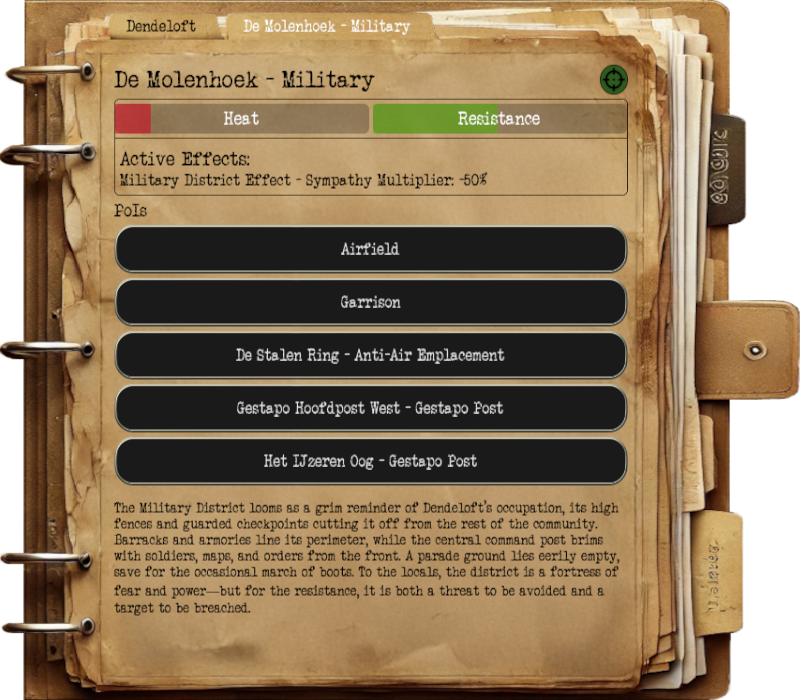 Dendeloft
De Molenhoek - Military
De Molenhoek - Military
Heat
Resistance
Active Effects:
Military District Effect - Sympathy Multiplier: -50%
PoIs
Airfield
Garrison
De Stalen Ring - Anti-Air Emplacement
Gestapo Hoofdpost West - Gestapo Post
Het IJzeren Oog - Gestapo Post
The Military District looms as a grim reminder of Dendeloft's occupation, its high
fences and guarded checkpoints cutting it off from the rest of the community.
Barracks and armories line its perimeter, while the central command post brims
with soldiers, maps, and orders from the front. A parade ground lies eerily empty,
save for the occasional march of boots. To the locals, the district is a fortress of
fear and power—but for the resistance, it is both a threat to be avoided and a
target to be breached.